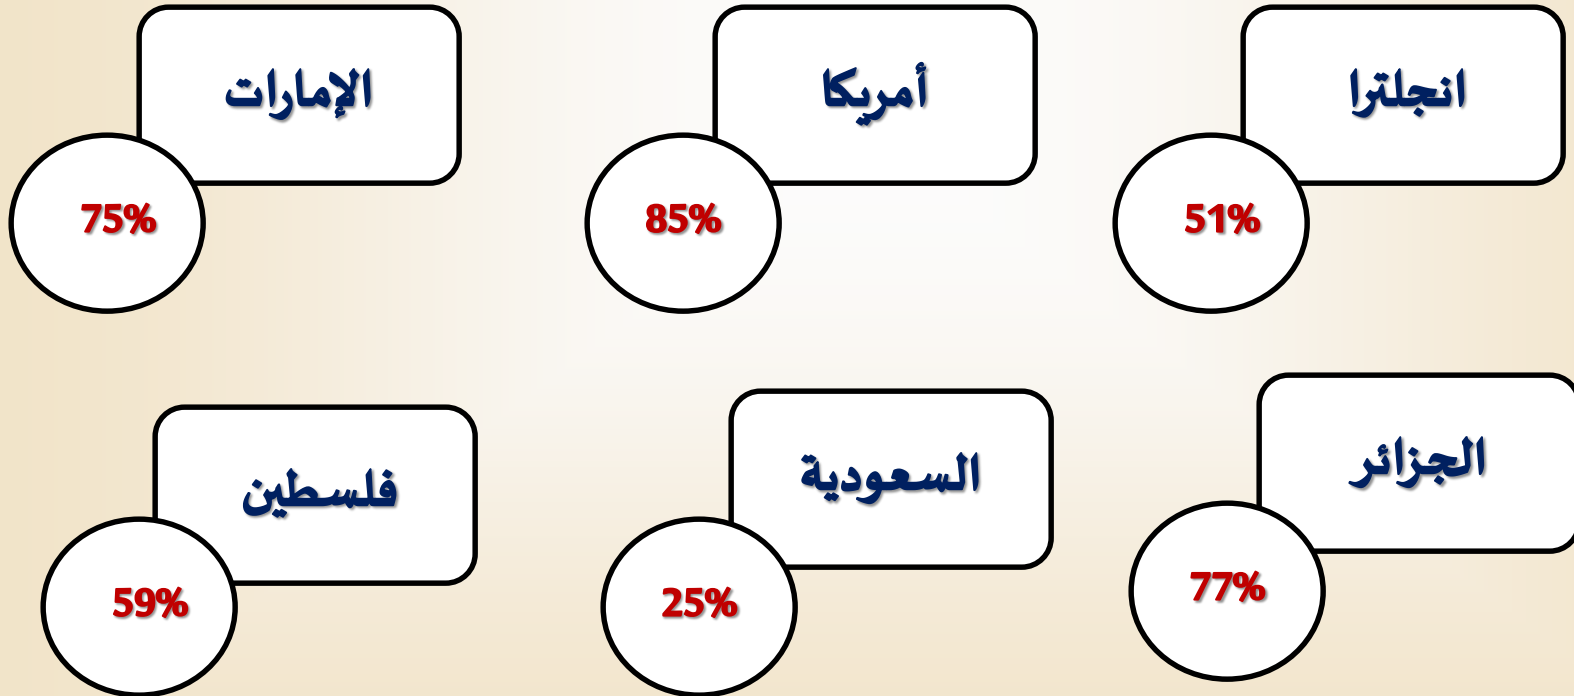 انجلترا
51%
أمريكا
85%
الإمارات
75%
الجزائر
77%
السعودية
25%
فلسطين
59%